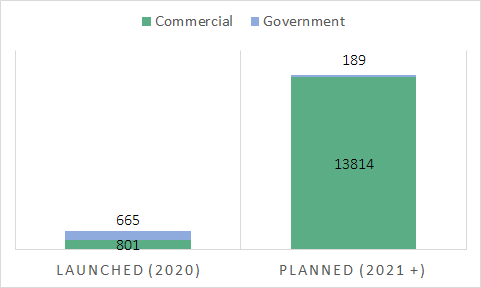 Commercial Government
189
13814
665
801
LAUNCHED (2020) PLANNED (2021 +)